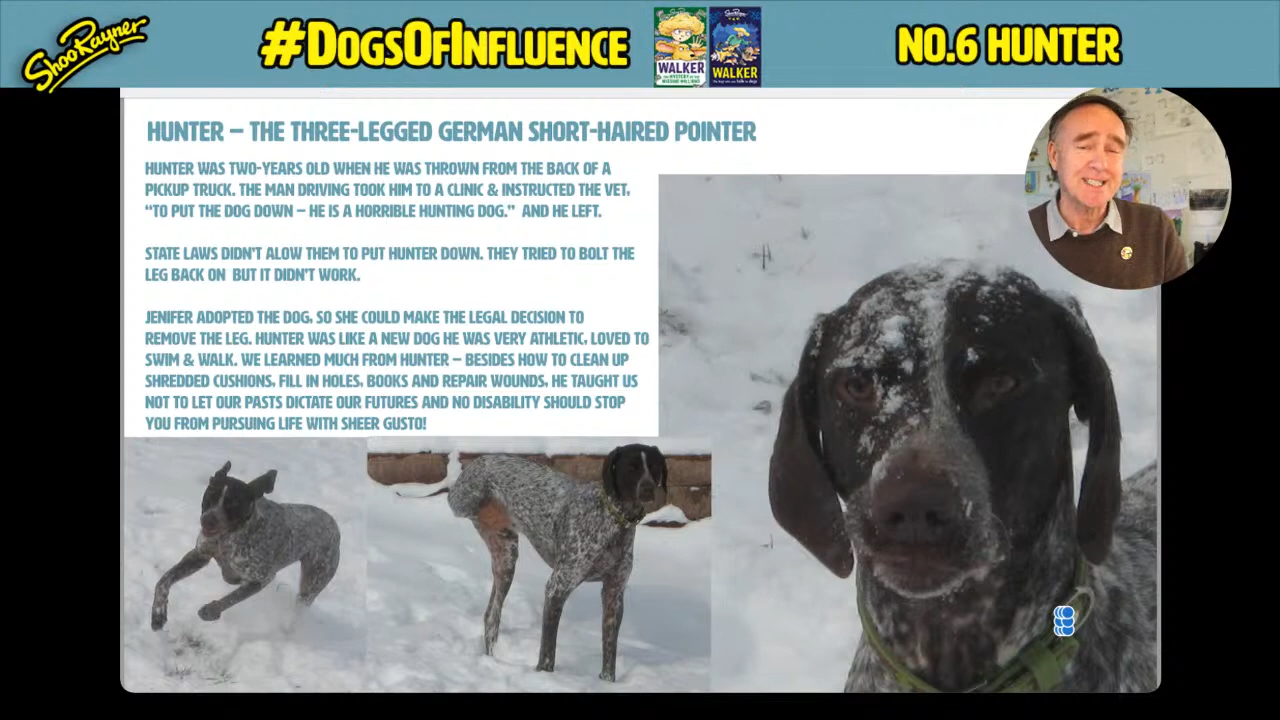 ShooRayner
#DOGSOFINFLUENCE
WALKER
WALKER
NO.6 HUNTER
HUNTER – THE THREE-LEGGED GERMAN SHORT-HAIRED POINTER
HUNTER WAS TWO-YEARS OLD WHEN HE WAS THROWN FROM THE BACK OF A
PICKUP TRUCK. THE MAN DRIVING TOOK HIM TO A CLINIC & INSTRUCTED THE VET,
“TO PUT THE DOG DOWN – HE IS A HORRIBLE HUNTING DOG.” AND HE LEFT.
STATE LAWS DIDN'T ALOW THEM TO PUT HUNTER DOWN. THEY TRIED TO BOLT THE
LEG BACK ON BUT IT DIDN'T WORK.
JENIFER ADOPTED THE DOG, SO SHE COULD MAKE THE LEGAL DECISION TO
REMOVE THE LEG. HUNTER WAS LIKE A NEW DOG HE WAS VERY ATHLETIC, LOVED TO
SWIM & WALK. WE LEARNED MUCH FROM HUNTER – BESIDES HOW TO CLEAN UP
SHREDDED CUSHIONS, FILL IN HOLES, BOOKS AND REPAIR WOUNDS, HE TAUGHT US
NOT TO LET OUR PASTS DICTATE OUR FUTURES AND NO DISABILITY SHOULD STOP
YOU FROM PURSUING LIFE WITH SHEER GUSTO!